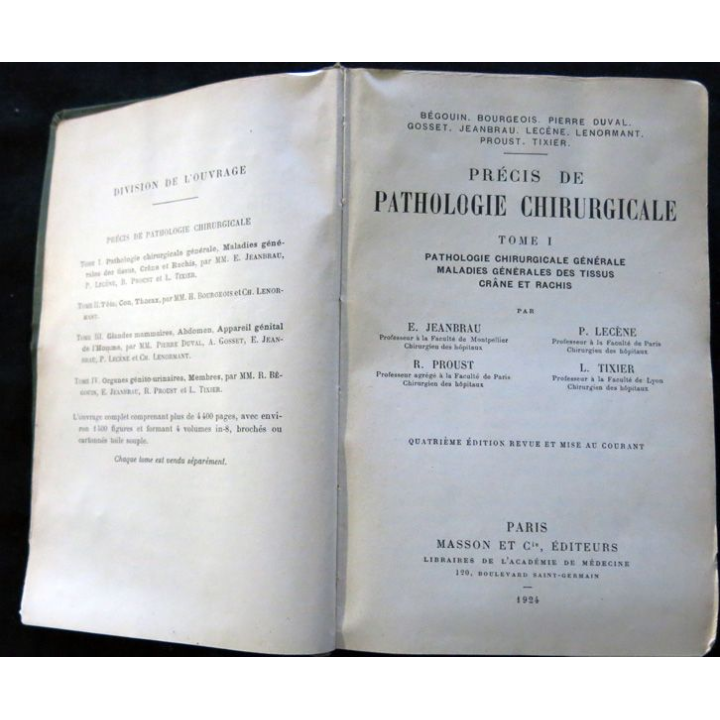 DIVISION DE L'OUVRAGE
PRÉCIS DE PATHOLOGIE CHIRURGICALE
TOME I. Pathologie chirurgicale générale, Maladies géné-
rales des tissus, Crâne et Rachis, par MM. E. JEANBRAU,
P. LECÈNE, R. PROUST et L. TIXIER.
TOME II. Tête, Cou, Thorax, par MM. H. BOURGEOIS et CH. LENOR-
MANT.
TOME III. Glandes mammaires, Abdomen, Appareil génital
de l'Homme, par MM. PIERRE DUVAL, A. GOSSET, E. JEAN-
BRAU, P. LECÈNE et CH. LENORMANT.
TOME IV. Organes génito-urinaires, Membres, par MM. R. BÉ-
GOUIN, E. JEANBRAU, R. PROUST et L. TIXIER.
L'ouvrage complet comprenant plus de 4400 pages, avec envi-
ron 1500 figures et formant 4 volumes in-8, brochés ou
cartonnés toile souple.
Chaque tome est vendu séparément.
BÉGOUIN, BOURGEOIS, PIERRE DUVAL,
GOSSET, JEANBRAU, LECÈNE, LENORMANT,
PROUST, TIXIER.
PRÉCIS DE
PATHOLOGIE CHIRURGICALE
TOME I
PATHOLOGIE CHIRURGICALE GÉNÉRALE
MALADIES GÉNÉRALES DES TISSUS
CRÂNE ET RACHIS
PAR
E. JEANBRAU
Professeur à la Faculté de Montpellier
Chirurgien des hôpitaux
P. LECÈNE
Professeur à la Faculté de Paris
Chirurgien des hôpitaux
R. PROUST
Professeur agrégé à la Faculté de Paris
Chirurgien des hôpitaux
L. TIXIER
Professeur à la Faculté de Lyon
Chirurgien des hôpitaux
QUATRIÈME ÉDITION REVUE ET MISE AU COURANT
PARIS
MASSON ET Cie, ÉDITEURS
LIBRAIRES DE L'ACADÉMIE DE MÉDECINE
120, BOULEVARD SAINT-GERMAIN
1924